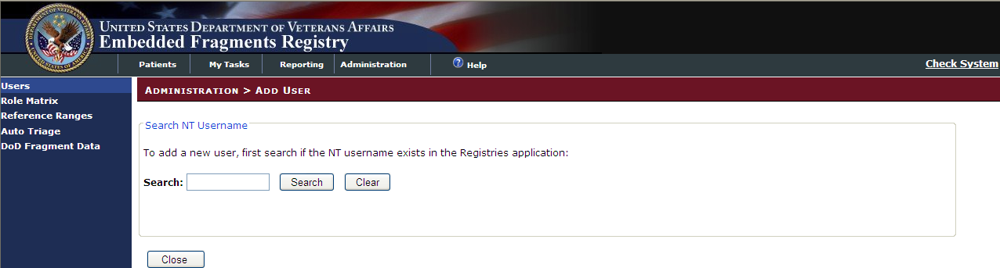 UNITED STATES DEPARTMENT OF VETERANS AFFAIRS
Embedded Fragments Registry
Patients
My Tasks
Reporting
Administration
Help
Check System
Users
Role Matrix
Reference Ranges
Auto Triage
DoD Fragment Data
ADMINISTRATION > ADD USER
Search NT Username
To add a new user, first search if the NT username exists in the Registries application:
Search:
Search
Clear
Close